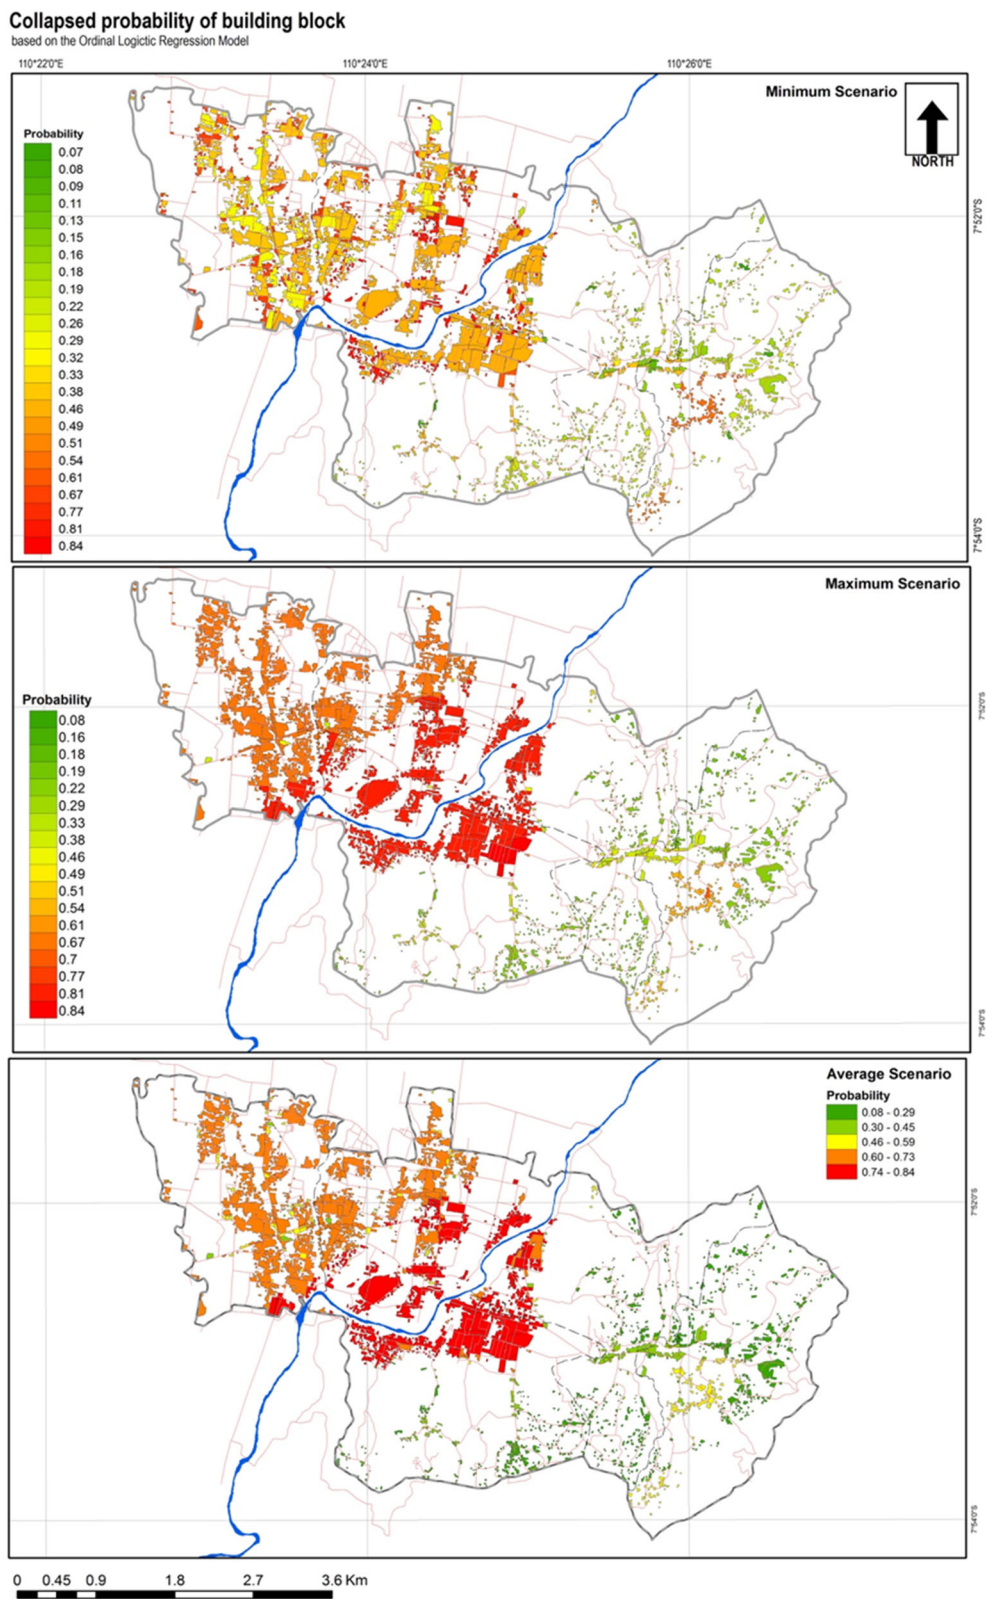 Collapsed probability of building block
based on the Ordinal Logictic Regression Model
110°22'0"E
110°24'0"E
110°26'0"E
Minimum Scenario
NORTH
Probability
0.07
0.08
0.09
0.11
0.13
0.15
0.16
0.18
0.19
0.22
0.26
0.29
0.32
0.33
0.38
0.46
0.49
0.51
0.54
0.61
0.67
0.77
0.81
0.84
7°52'0"S
7°54'0"S
Maximum Scenario
Probability
0.08
0.16
0.18
0.19
0.22
0.29
0.33
0.38
0.46
0.49
0.51
0.54
0.61
0.67
0.7
0.77
0.81
0.84
7°52'0"S
7°54'0"S
Average Scenario
Probability
0.08 - 0.29
0.30 - 0.45
0.46 - 0.59
0.60 - 0.73
0.74 - 0.84
7°52'0"S
7°54'0"S
0 0.45 0.9 1.8 2.7 3.6 Km